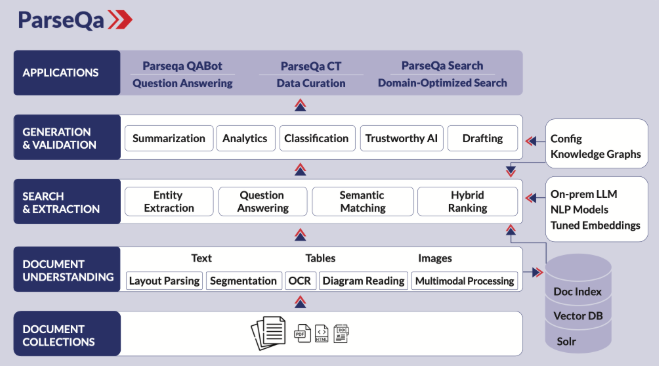 ParseQa
APPLICATIONS
Parseqa QABot
Question Answering
ParseQa CT
Data Curation
ParseQa Search
Domain-Optimized Search
GENERATION
& VALIDATION
Summarization
Analytics
Classification
Trustworthy AI
Drafting
Config
Knowledge Graphs
SEARCH
& EXTRACTION
Entity
Extraction
Question
Answering
Semantic
Matching
Hybrid
Ranking
On-prem LLM
NLP Models
Tuned Embeddings
DOCUMENT
UNDERSTANDING
Text
Tables
Images
Layout Parsing
Segmentation
OCR
Diagram Reading
Multimodal Processing
Doc Index
Vector DB
Solr
DOCUMENT
COLLECTIONS
PDF
HTML
DOC